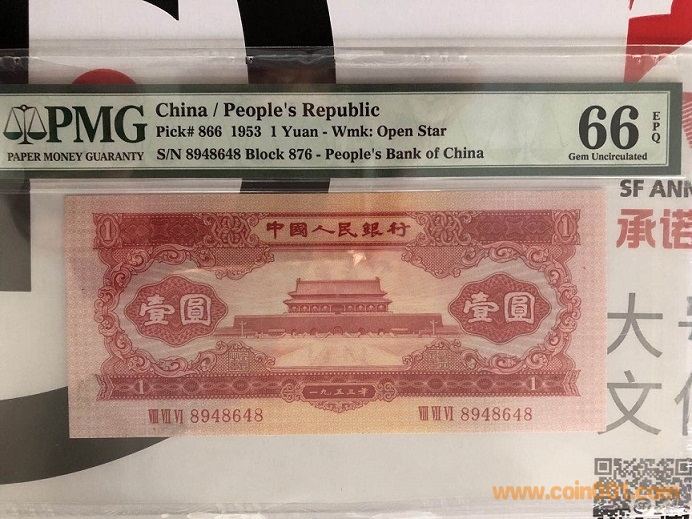 PMG
PAPER MONEY GUARANTY
China / People's Republic
Pick# 866 1953 1 Yuan - Wmk: Open Star
S/N 8948648 Block 876 - People's Bank of China
66 EPQ
Gem Uncirculated
SF ANN
承诺
大
文化
1
中國人民銀行
1
壹圓
壹圓
1
一九五三年
1
VIII VII VI 8948648
VIII VII VI 8948648
www.coin001.com